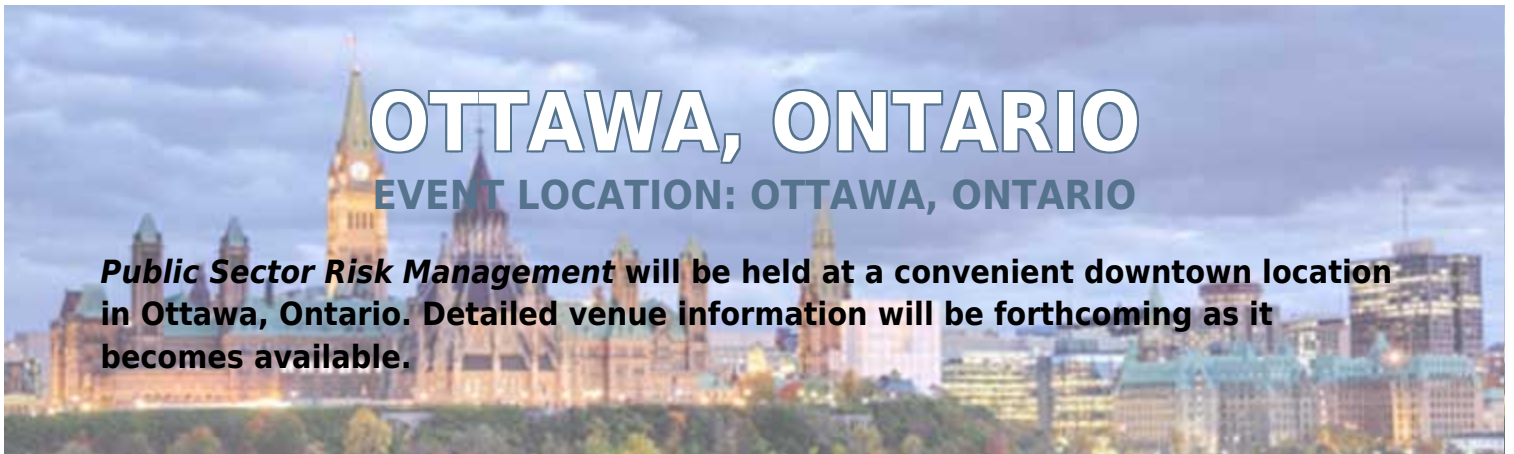 OTTAWA, ONTARIO
EVENT LOCATION: OTTAWA, ONTARIO
Public Sector Risk Management will be held at a convenient downtown location
in Ottawa, Ontario. Detailed venue information will be forthcoming as it
becomes available.